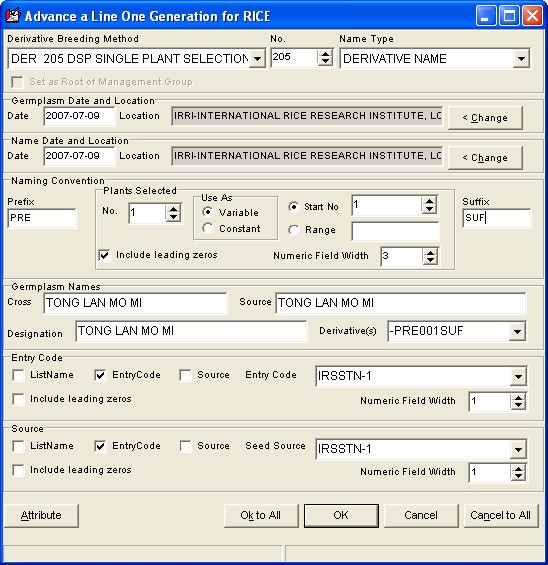 Advance a Line One Generation for RICE
Derivative Breeding Method No. Name Type
DER 205 DSP SINGLE PLANT SELECTION 205 DERIVATIVE NAME
Set as Root of Management Group
Germplasm Date and Location
Date 2007-07-09 Location IRRI-INTERNATIONAL RICE RESEARCH INSTITUTE, LO < Change
Name Date and Location
Date 2007-07-09 Location IRRI-INTERNATIONAL RICE RESEARCH INSTITUTE, LO < Change
Naming Convention
Prefix Plants Selected Use As Suffix
PRE No. 1 Variable Start No 1 SUF
Constant Range
Include leading zeros Numeric Field Width 3
Germplasm Names
Cross TONG LAN MO MI Source TONG LAN MO MI
Designation TONG LAN MO MI Derivative(s) -PRE001SUF
Entry Code
ListName EntryCode Source Entry Code IRSSTN-1
Include leading zeros Numeric Field Width 1
Source
ListName EntryCode Source Seed Source IRSSTN-1
Include leading zeros Numeric Field Width 1
Attribute Ok to All OK Cancel Cancel to All